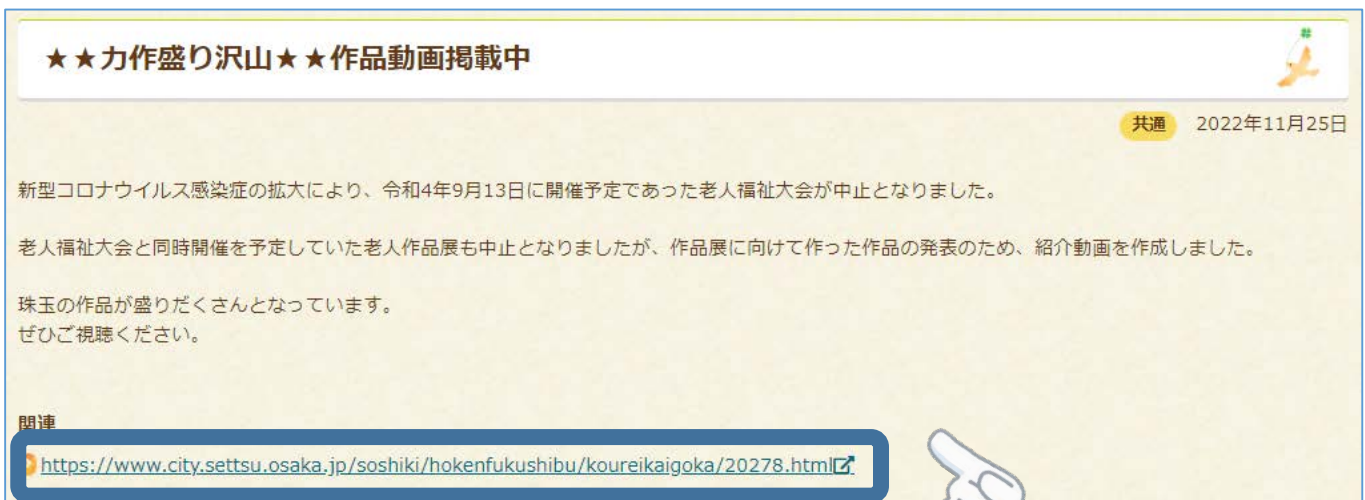 ★★力作盛り沢山★★作品動画掲載中
共通 2022年11月25日
新型コロナウイルス感染症の拡大により、令和4年9月13日に開催予定であった老人福祉大会が中止となりました。
老人福祉大会と同時開催を予定していた老人作品展も中止となりましたが、作品展に向けて作った作品の発表のため、紹介動画を作成しました。
珠玉の作品が盛りだくさんとなっています。
ぜひご視聴ください。
関連
https://www.city.settsu.osaka.jp/soshiki/hokenfukushibu/koureikaigoka/20278.html